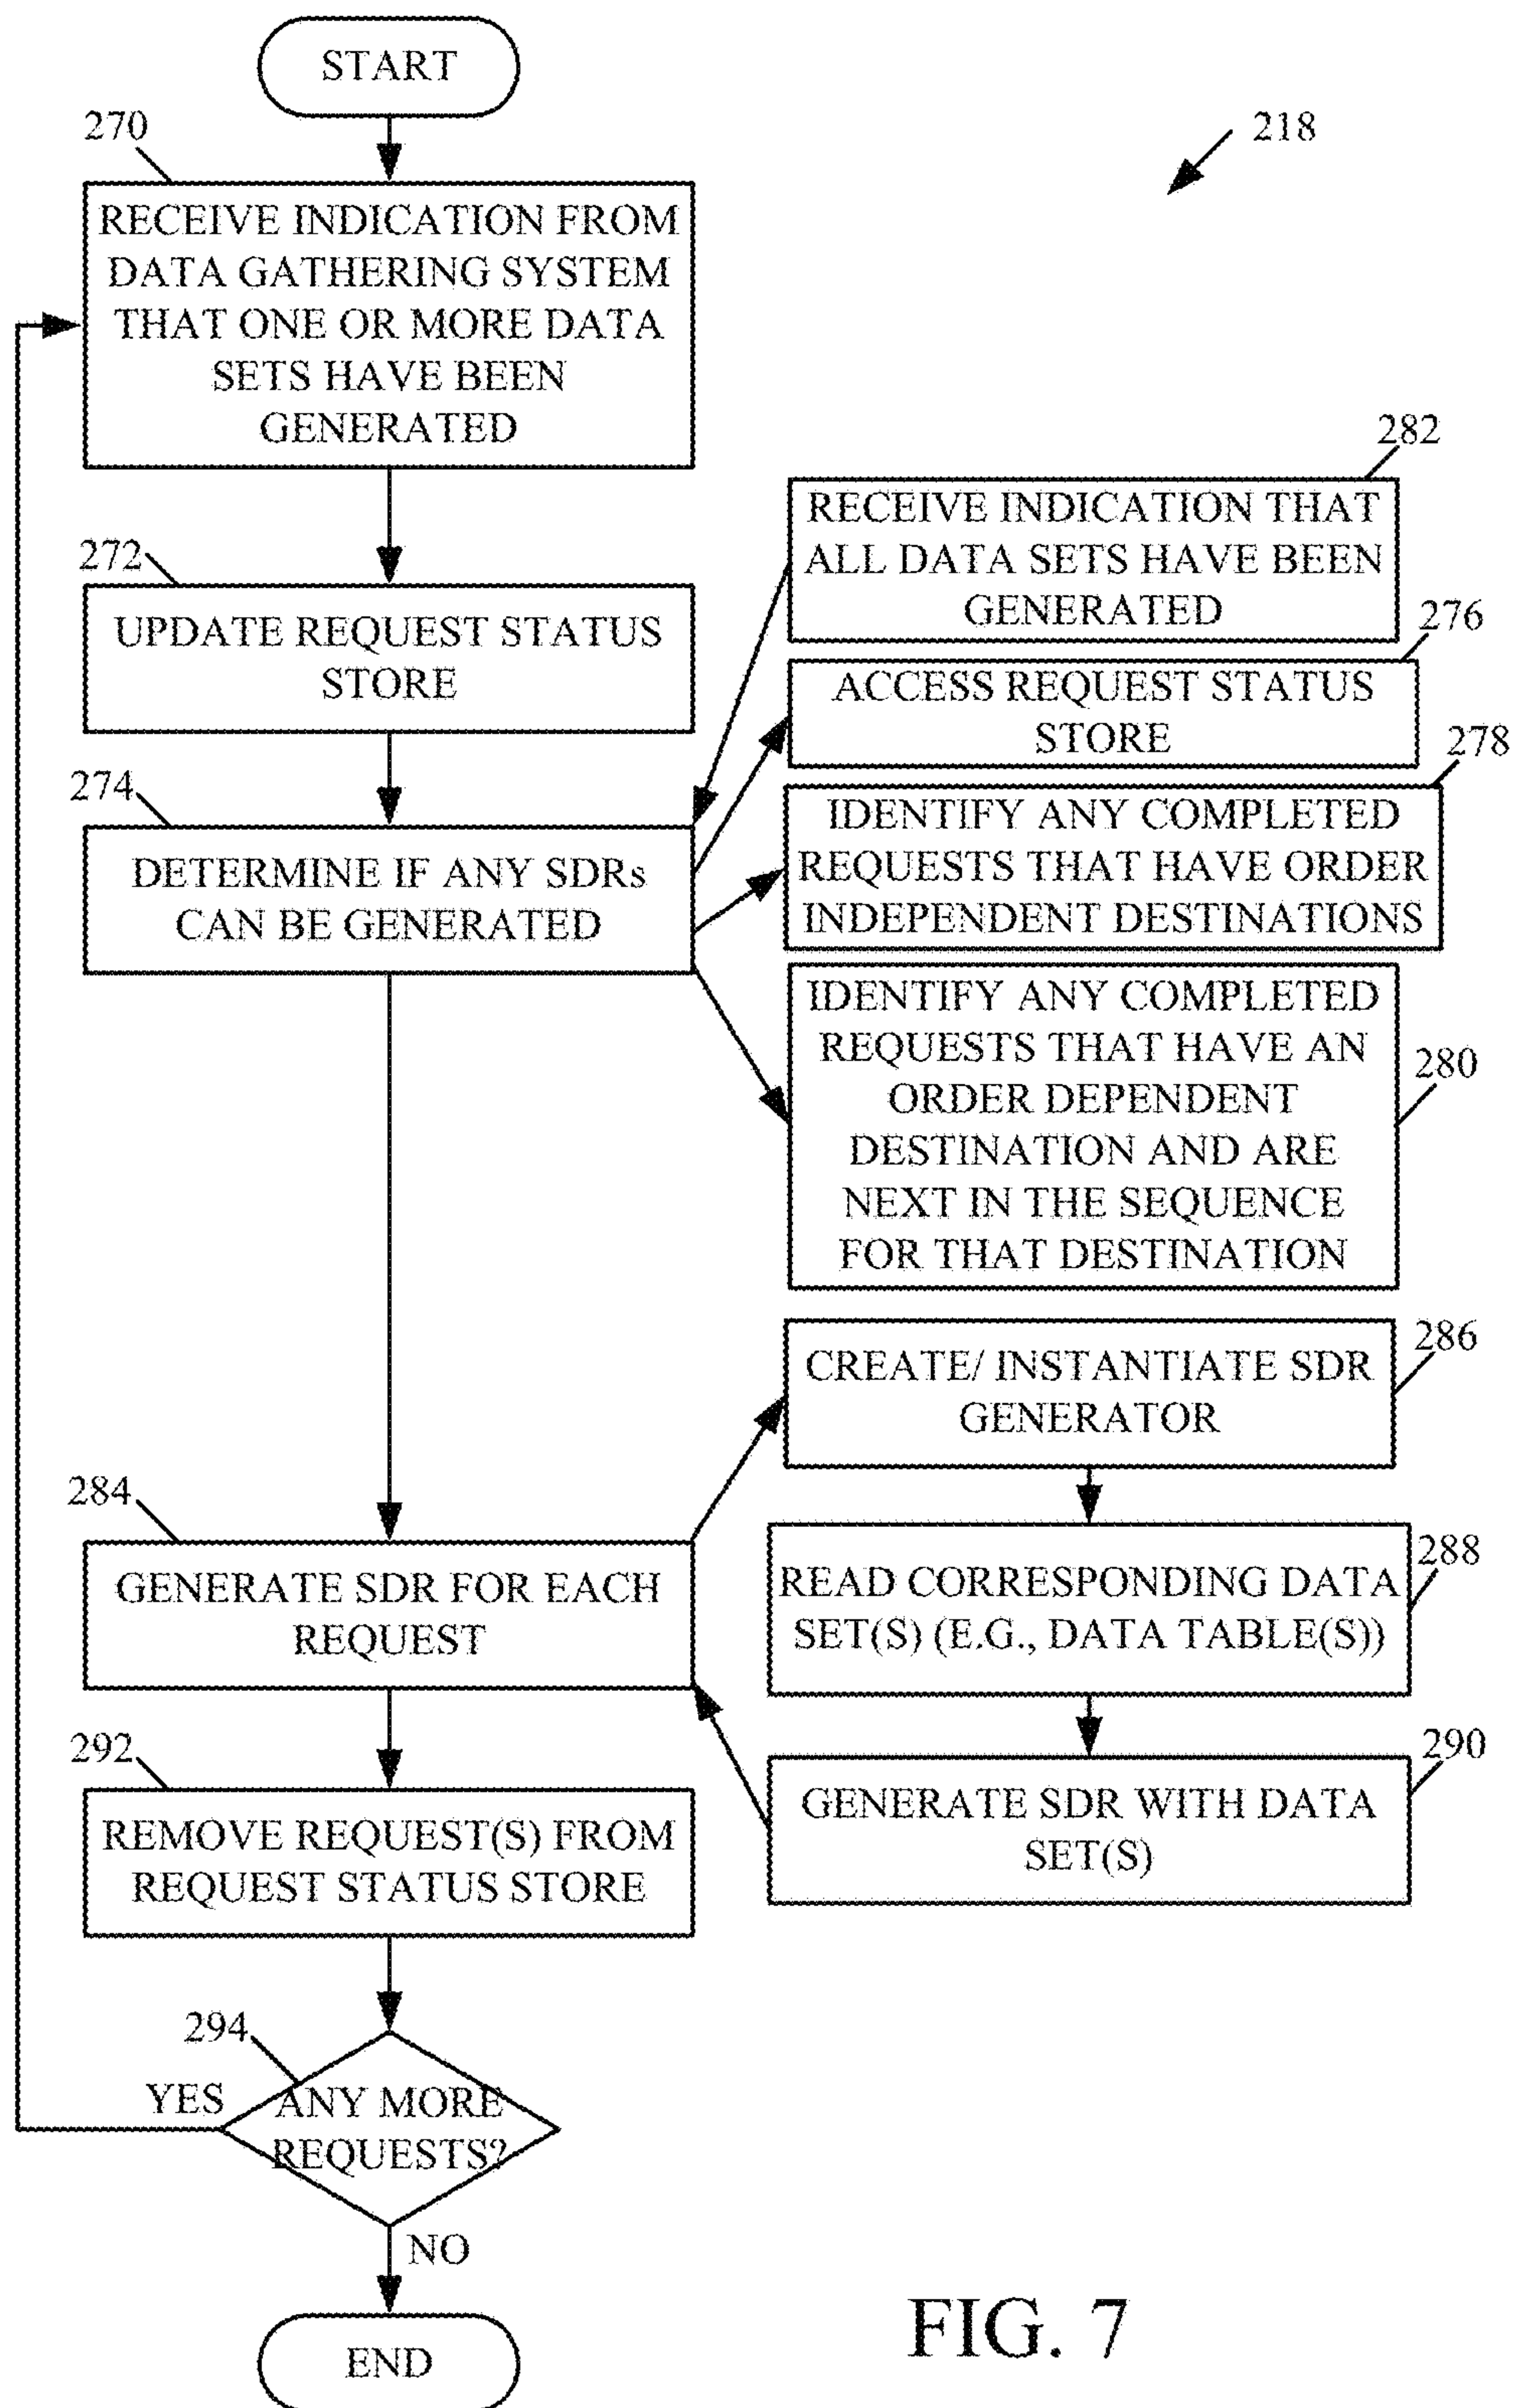 START
270
218
RECEIVE INDICATION FROM
DATA GATHERING SYSTEM
THAT ONE OR MORE DATA
SETS HAVE BEEN
GENERATED
282
RECEIVE INDICATION THAT
ALL DATA SETS HAVE BEEN
GENERATED
272
UPDATE REQUEST STATUS
STORE
276
ACCESS REQUEST STATUS
STORE
274
DETERMINE IF ANY SDRs
CAN BE GENERATED
278
IDENTIFY ANY COMPLETED
REQUESTS THAT HAVE ORDER
INDEPENDENT DESTINATIONS
IDENTIFY ANY COMPLETED
REQUESTS THAT HAVE AN
ORDER DEPENDENT
DESTINATION AND ARE
NEXT IN THE SEQUENCE
FOR THAT DESTINATION
280
286
CREATE/ INSTANTIATE SDR
GENERATOR
284
GENERATE SDR FOR EACH
REQUEST
288
READ CORRESPONDING DATA
SET(S) (E.G., DATA TABLE(S))
292
REMOVE REQUEST(S) FROM
REQUEST STATUS STORE
290
GENERATE SDR WITH DATA
SET(S)
294
YES
ANY MORE
REQUESTS?
NO
END
FIG. 7